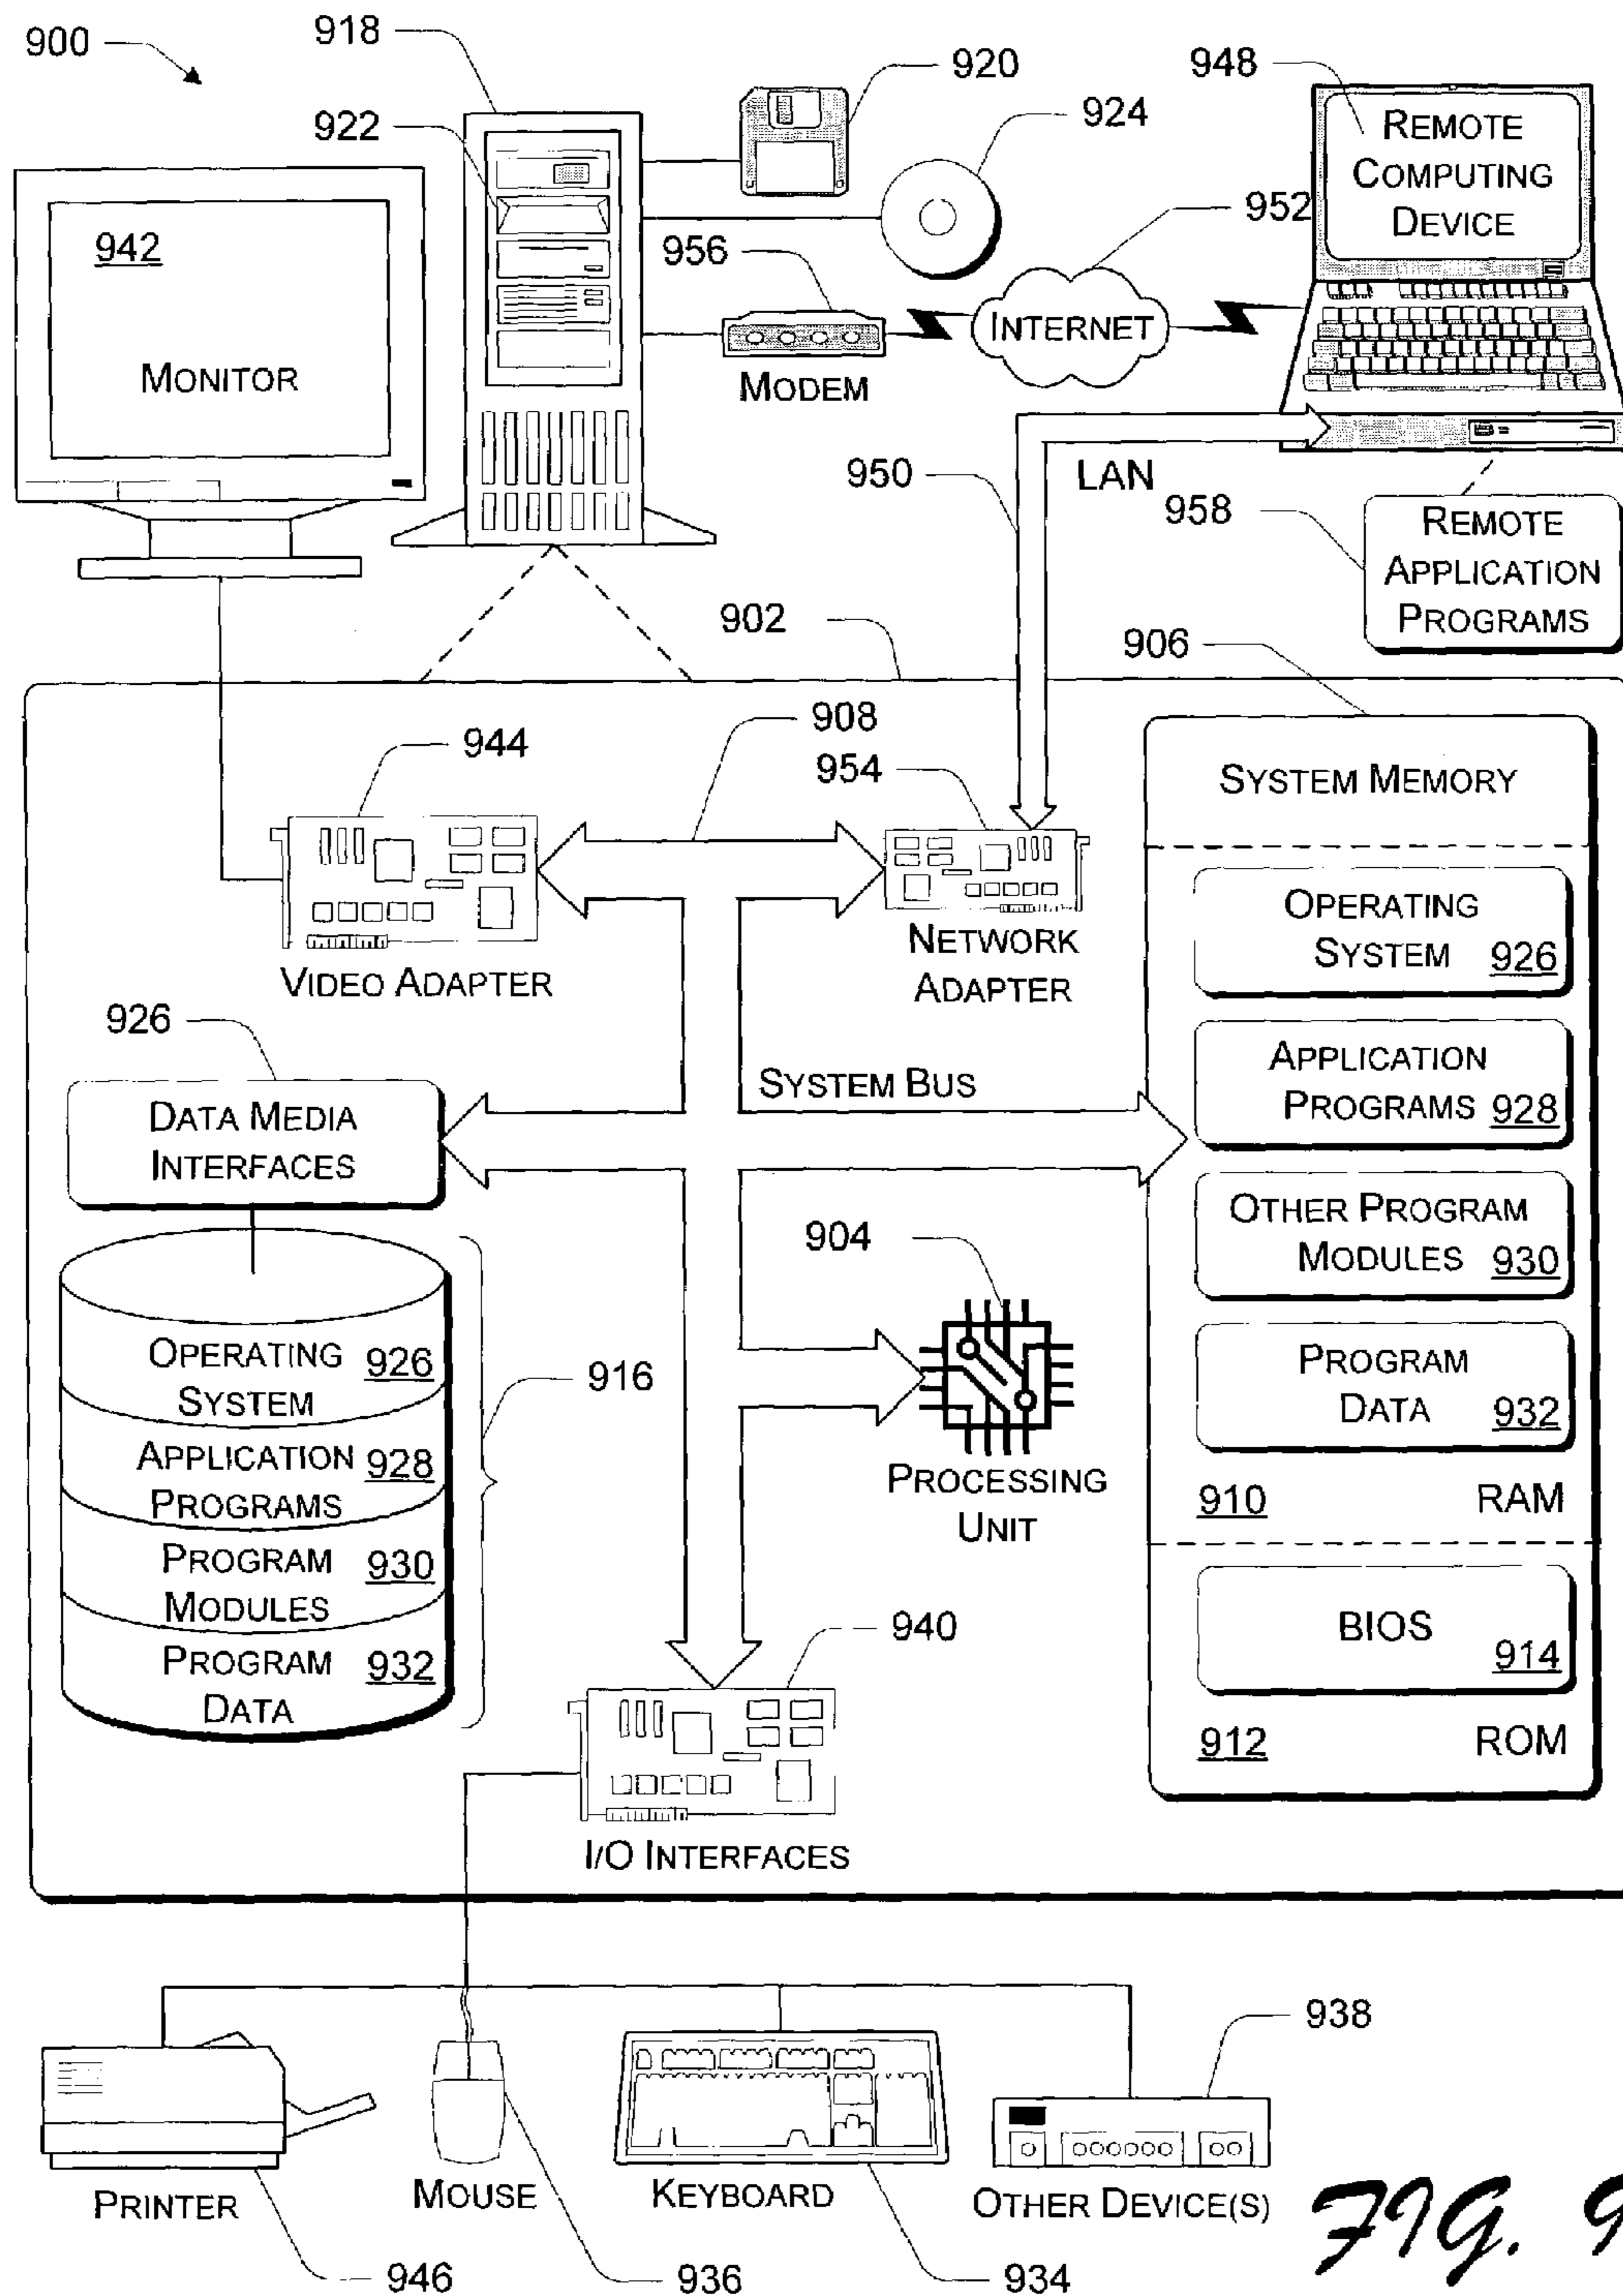 900
918
920
948
922
924
REMOTE
COMPUTING
DEVICE
952
942
956
INTERNET
MONITOR
MODEM
950
LAN
958
REMOTE
APPLICATION
PROGRAMS
902
906
908
944
954
SYSTEM MEMORY
OPERATING
SYSTEM 926
NETWORK
ADAPTER
VIDEO ADAPTER
926
APPLICATION
PROGRAMS 928
SYSTEM BUS
DATA MEDIA
INTERFACES
OTHER PROGRAM
MODULES 930
904
OPERATING 926
SYSTEM
916
PROGRAM
DATA 932
APPLICATION 928
PROGRAMS
PROCESSING
UNIT
910 RAM
PROGRAM 930
MODULES
BIOS
914
940
PROGRAM 932
DATA
912 ROM
I/O INTERFACES
938
PRINTER
MOUSE
KEYBOARD
OTHER DEVICE(S)
946
936
934
FIG. 9